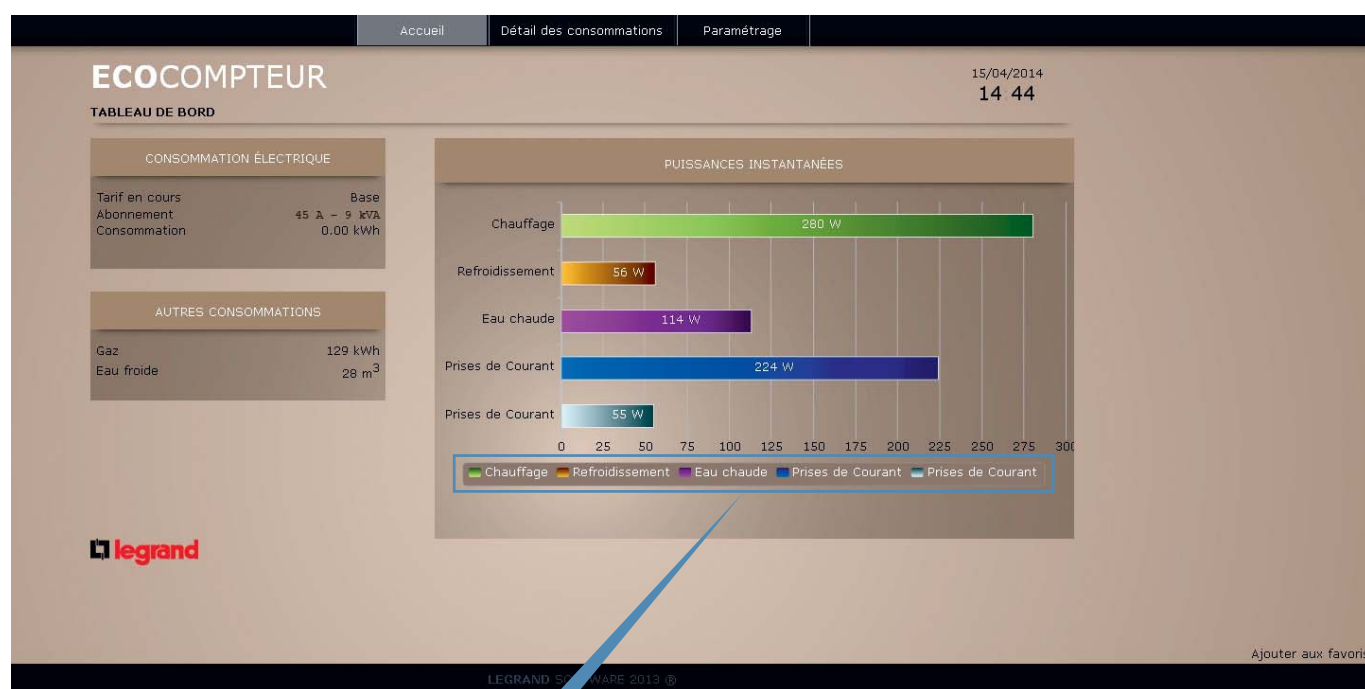 Accueil Détail des consommations Paramétrage
ECOCOMPTEUR
15/04/2014
14 44
TABLEAU DE BORD
CONSOMMATION ÉLECTRIQUE
Tarif en cours Base
Abonnement 45 A - 9 kVA
Consommation 0.00 kWh
AUTRES CONSOMMATIONS
Gaz 129 kWh
Eau froide 28 m³
PUISSANCES INSTANTANÉES
Chauffage 280 W
Refroidissement 56 W
Eau chaude 114 W
Prises de Courant 224 W
Prises de Courant 55 W
0 25 50 75 100 125 150 175 200 225 250 275 300
Chauffage Refroidissement Eau chaude Prises de Courant Prises de Courant
legrand
Ajouter aux favoris
LEGRAND 2013 ®